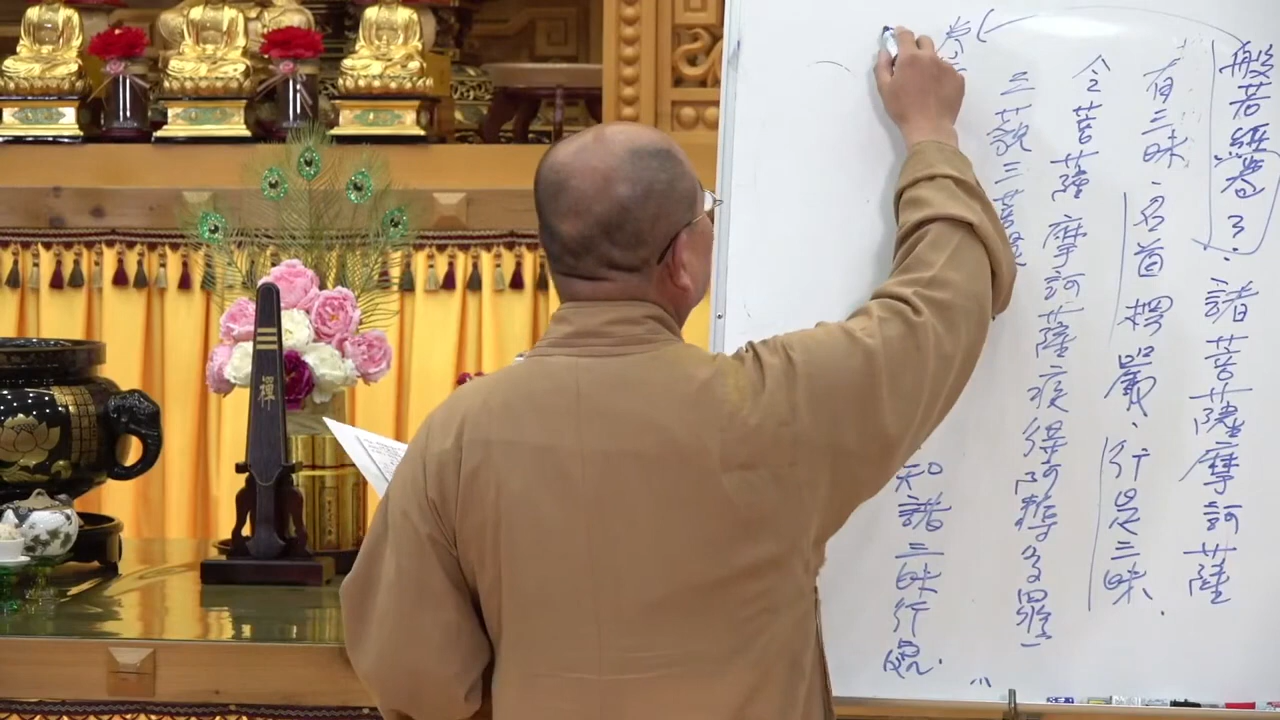 般若經卷了.諸菩薩摩訶薩
有三昧.名首楞嚴.行是三昧.
令菩薩摩訶薩疾得阿耨多羅
三藐三菩
知諸三昧行處.
禪